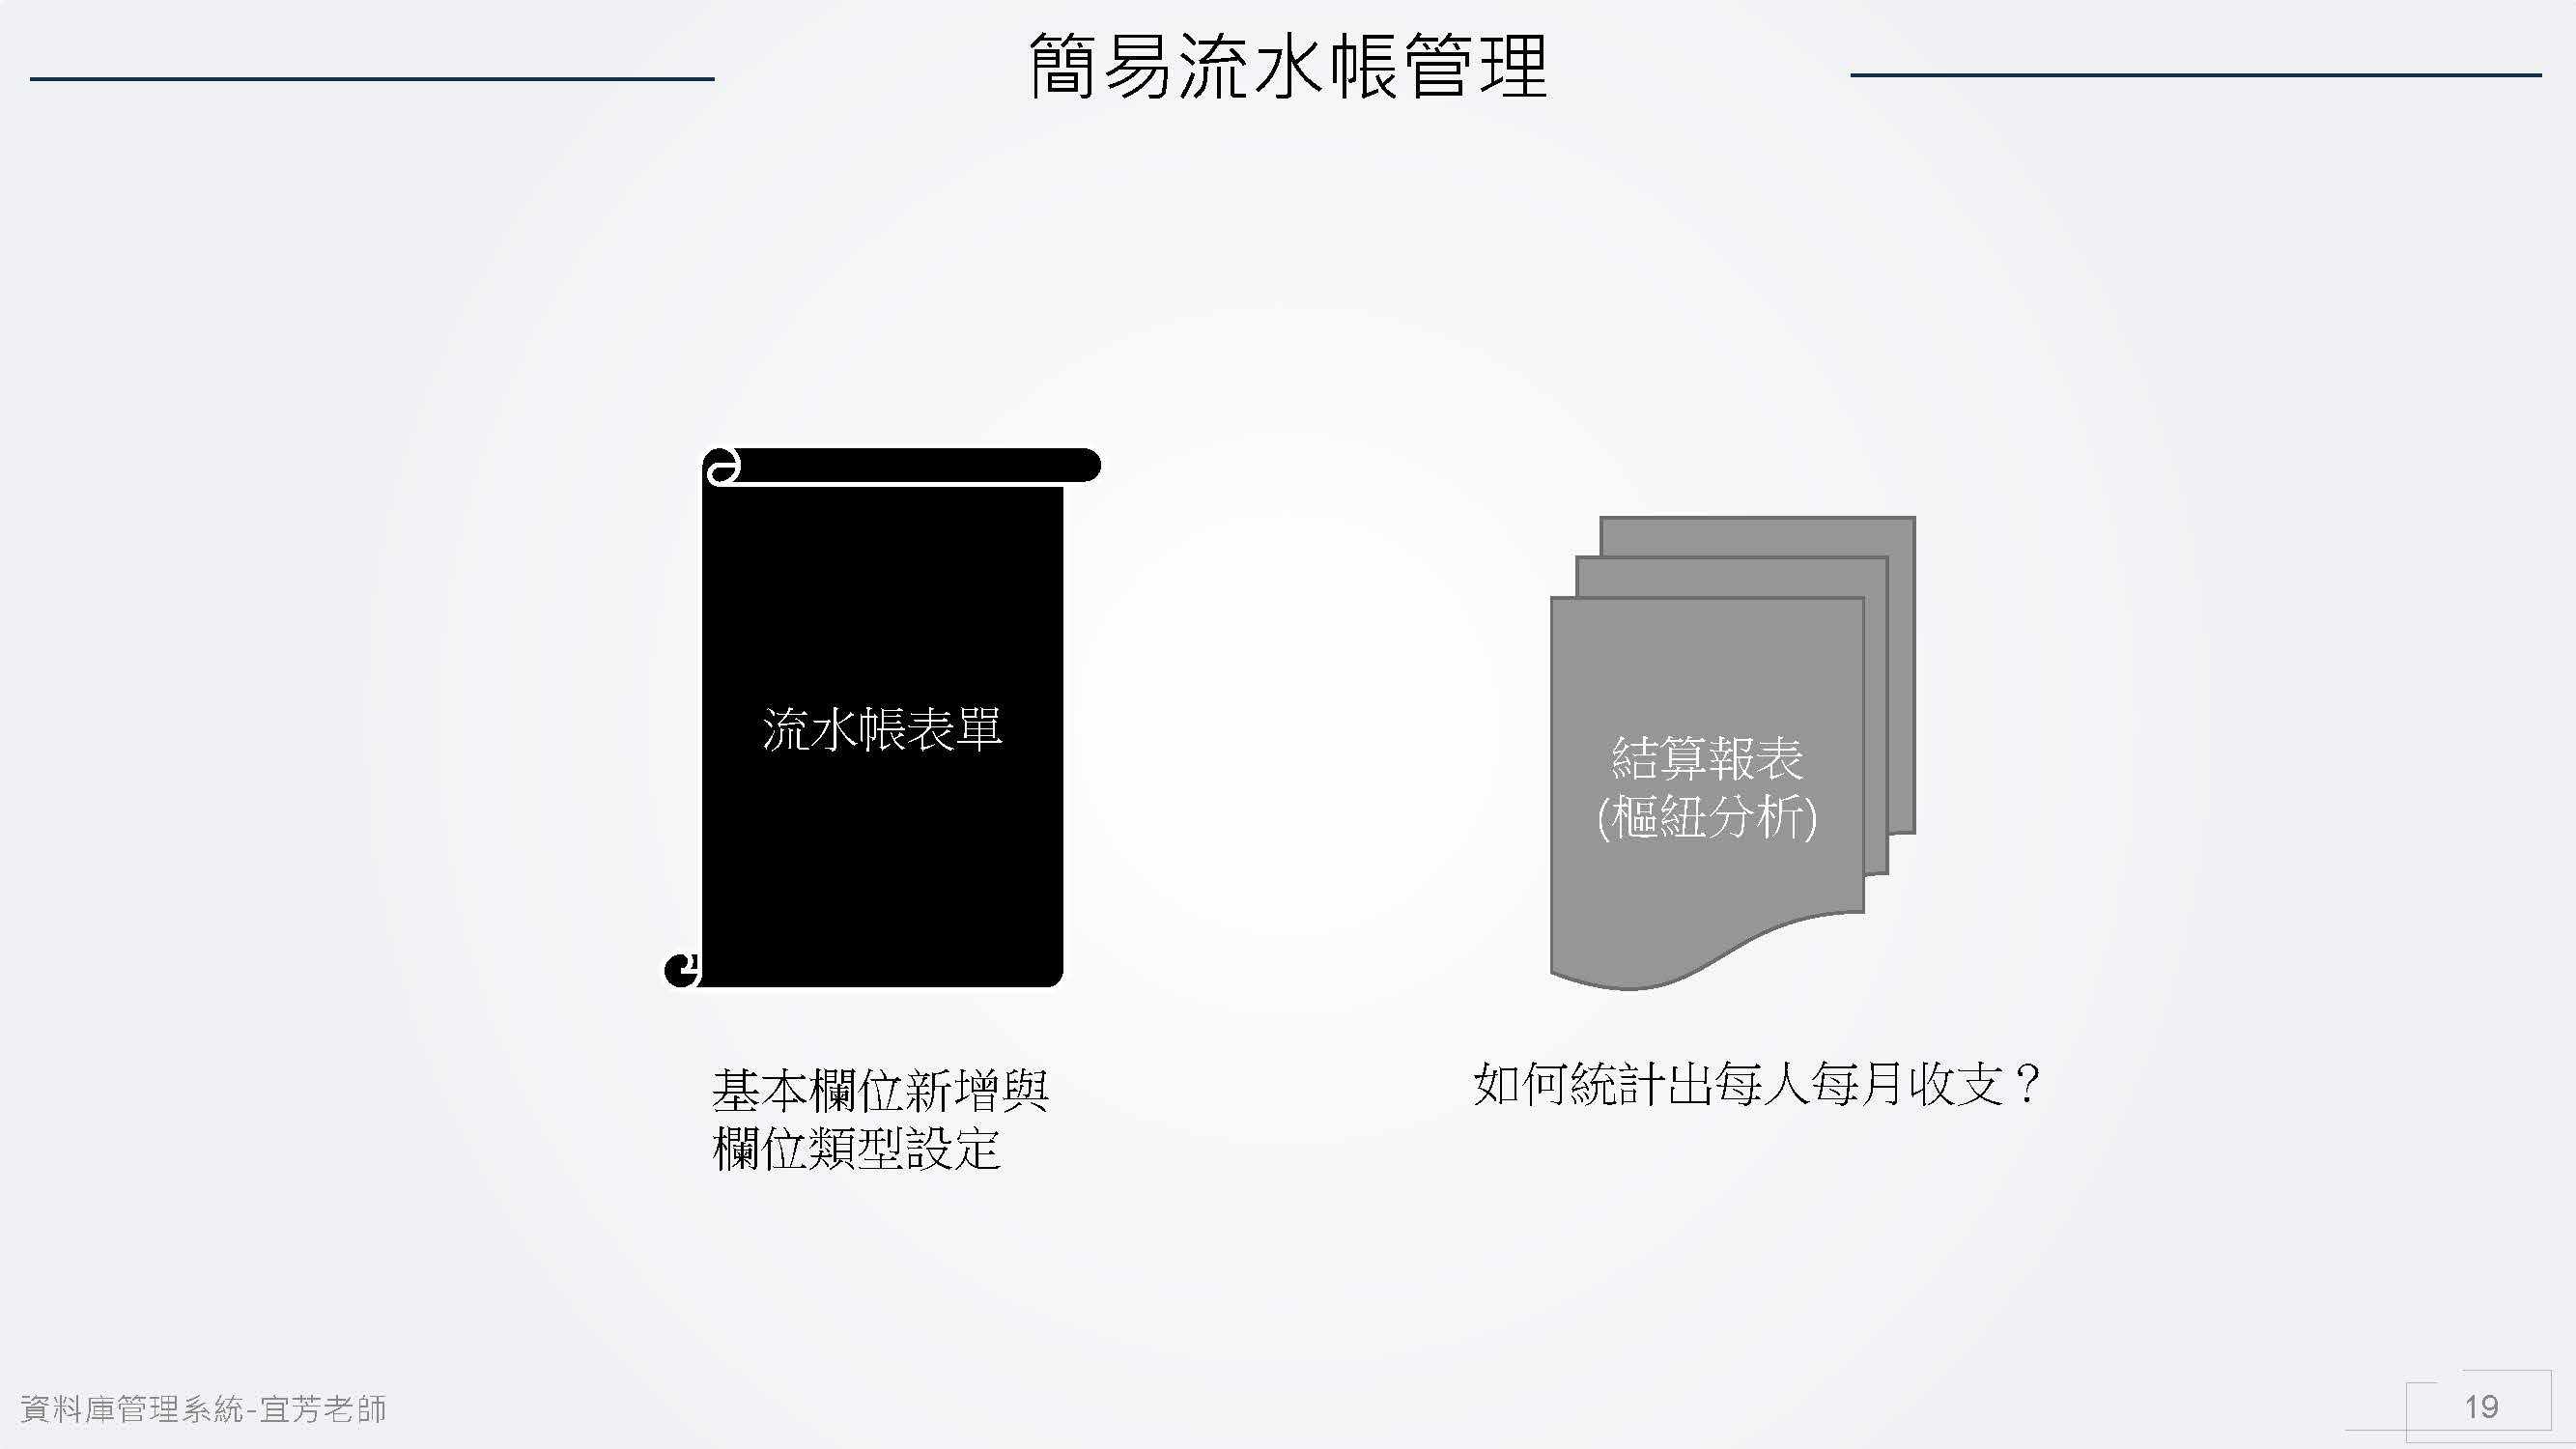 簡易流水帳管理
流水帳表單
結算報表
(樞紐分析)
基本欄位新增與
欄位類型設定
如何統計出每人每月收支？
資料庫管理系統-宜芳老師
19